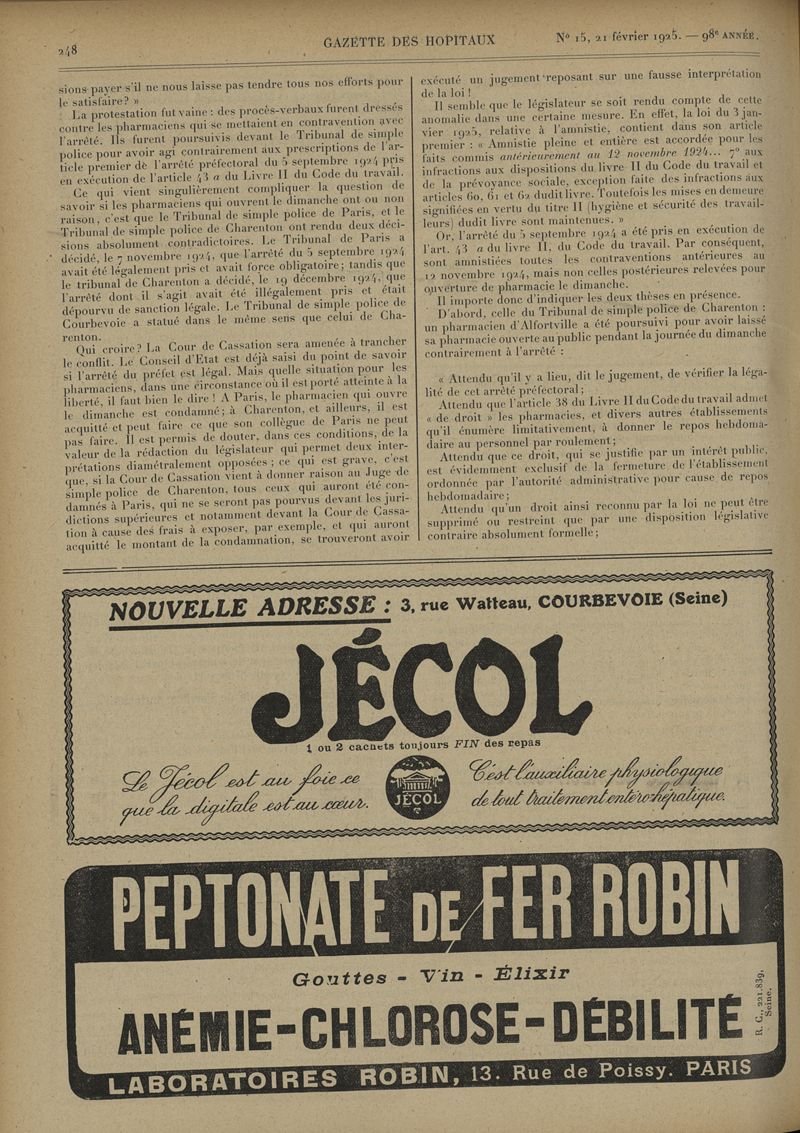 248
GAZETTE DES HOPITAUX
N° 15, 21 février 1925. — 98e ANNÉE.
sions payer s'il ne nous laisse pas tendre tous nos efforts pour
le satisfaire? »
La protestation fut vaine : des procès-verbaux furent dressés
contre les pharmaciens qui se mettaient en contravention avec
l'arrêté. Ils furent poursuivis devant le Tribunal de simple
police pour avoir agi contrairement aux prescriptions de l'ar-
ticle premier de l'arrêté préfectoral du 5 septembre 1924 pris
en exécution de l'article 43 a du Livre II du Code du travail.
Ce qui vient singulièrement compliquer la question de
savoir si les pharmaciens qui ouvrent le dimanche ont ou non
raison, c'est que le Tribunal de simple police de Paris, et le
Tribunal de simple police de Charenton ont rendu deux déci-
sions absolument contradictoires. Le Tribunal de Paris a
décidé, le 7 novembre 1924, que l'arrêté du 5 septembre 1924
avait été légalement pris et avait force obligatoire; tandis que
le tribunal de Charenton a décidé, le 19 décembre 1924, que
l'arrêté dont il s'agit avait été illégalement pris et était
dépourvu de sanction légale. Le Tribunal de simple police de
Courbevoie a statué dans le même sens que celui de Cha-
renton.
Qui croire? La Cour de Cassation sera amenée à trancher
le conflit. Le Conseil d'Etat est déjà saisi du point de savoir
si l'arrêté du préfet est légal. Mais quelle situation pour les
pharmaciens, dans une circonstance où il est porté atteinte à la
liberté, il faut bien le dire! A Paris, le pharmacien qui ouvre
le dimanche est condamné; à Charenton, et ailleurs, il est
acquitté et peut faire ce que son collègue de Paris ne peut
pas faire. Il est permis de douter, dans ces conditions, de la
valeur de la rédaction du législateur qui permet deux inter-
prétations diamétralement opposées; ce qui est grave, c'est
que, si la Cour de Cassation vient à donner raison au Juge de
simple police de Charenton, tous ceux qui auront été con-
damnés à Paris, qui ne se seront pas pourvus devant les juri-
dictions supérieures et notamment devant la Cour de Cassa-
tion à cause des frais à exposer, par exemple, et qui auront
acquitté le montant de la condamnation, se trouveront avoir
exécuté un jugement reposant sur une fausse interprétation
de la loi!
Il semble que le législateur se soit rendu compte de cette
anomalie dans une certaine mesure. En effet, la loi du 3 jan-
vier 1925, relative à l'amnistie, contient dans son article
premier : « Amnistie pleine et entière est accordée pour les
faits commis antérieurement au 12 novembre 1924... 7° aux
infractions aux dispositions du livre II du Code du travail et
de la prévoyance sociale, exception faite des infractions aux
articles 60, 61 et 62 dudit livre. Toutefois les mises en demeure
signifiées en vertu du titre II (hygiène et sécurité des travail-
leurs) dudit livre sont maintenues. »
Or, l'arrêté du 5 septembre 1924 a été pris en exécution de
l'art. 43 a du livre II, du Code du travail. Par conséquent,
sont amnistiées toutes les contraventions antérieures au
12 novembre 1924, mais non celles postérieures relevées pour
ouverture de pharmacie le dimanche.
Il importe donc d'indiquer les deux thèses en présence.
D'abord, celle du Tribunal de simple police de Charenton :
un pharmacien d'Alfortville a été poursuivi pour avoir laissé
sa pharmacie ouverte au public pendant la journée du dimanche
contrairement à l'arrêté :
« Attendu qu'il y a lieu, dit le jugement, de vérifier la léga-
lité de cet arrêté préfectoral;
Attendu que l'article 38 du Livre II du Code du travail admet
« de droit » les pharmacies, et divers autres établissements
qu'il énumère limitativement, à donner le repos hebdoma-
daire au personnel par roulement;
Attendu que ce droit, qui se justifie par un intérêt public,
est évidemment exclusif de la fermeture de l'établissement
ordonnée par l'autorité administrative pour cause de repos
hebdomadaire;
Attendu qu'un droit ainsi reconnu par la loi ne peut être
supprimé ou restreint que par une disposition législative
contraire absolument formelle;
NOUVELLE ADRESSE : 3, rue Watteau, COURBEVOIE (Seine)
JÉCOL
1 ou 2 cachets toujours FIN des repas
Le Jécol est au foie ce
que la digitale est au cœur.
JÉCOL
C'est l'auxiliaire physiologique
de tout traitement entéro-hépatique.
PEPTONATE DE FER ROBIN
Gouttes - Vin - Élixir
ANÉMIE-CHLOROSE-DÉBILITÉ
R. C., 221.839,
Seine.
LABORATOIRES ROBIN, 13. Rue de Poissy. PARIS